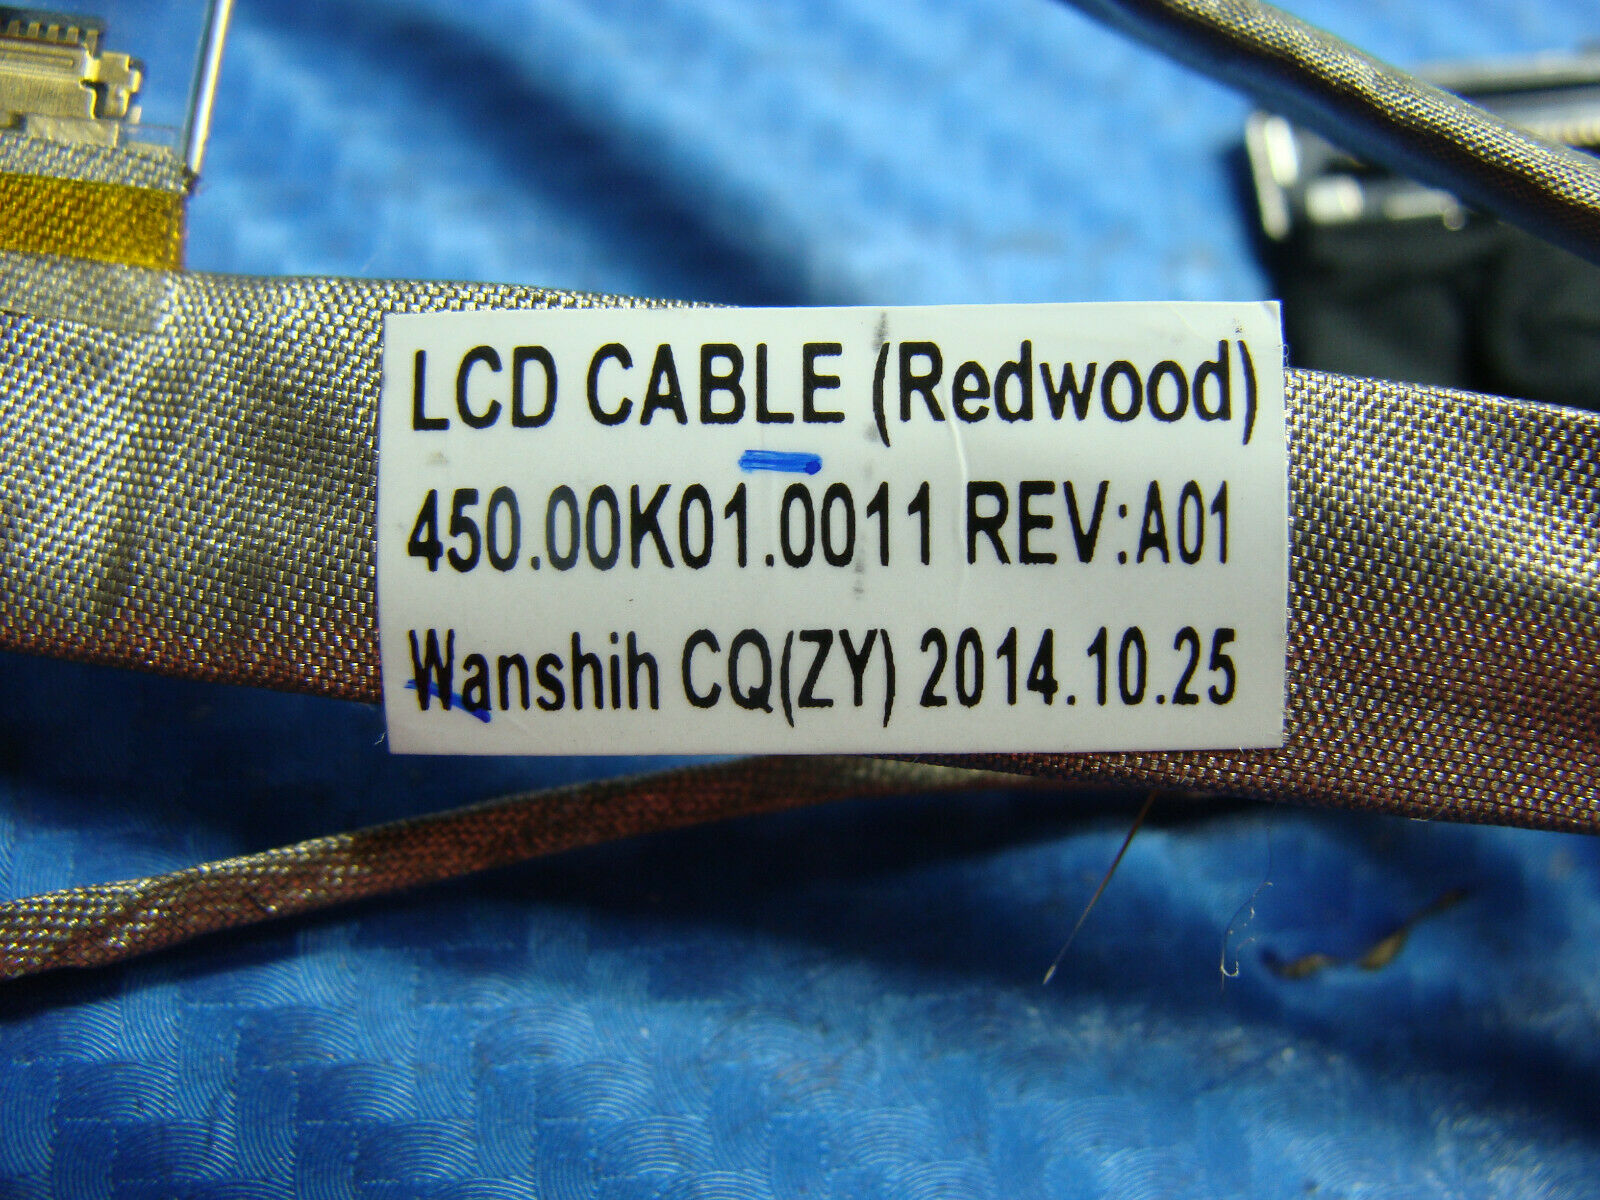 LCD CABLE (Redwood)
450.00K01.0011 REV:A01
Wanshih CQ(ZY) 2014.10.25